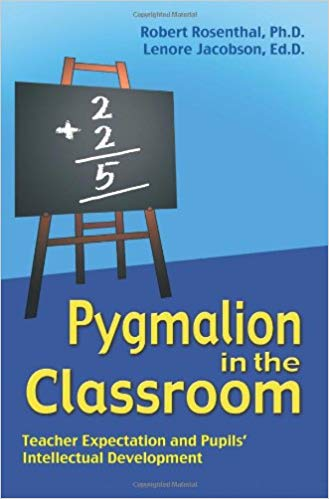 Robert Rosenthal, Ph.D.
Lenore Jacobson, Ed.D.
2
+ 2
5
Pygmalion
in the
Classroom
Teacher Expectation and Pupils'
Intellectual Development